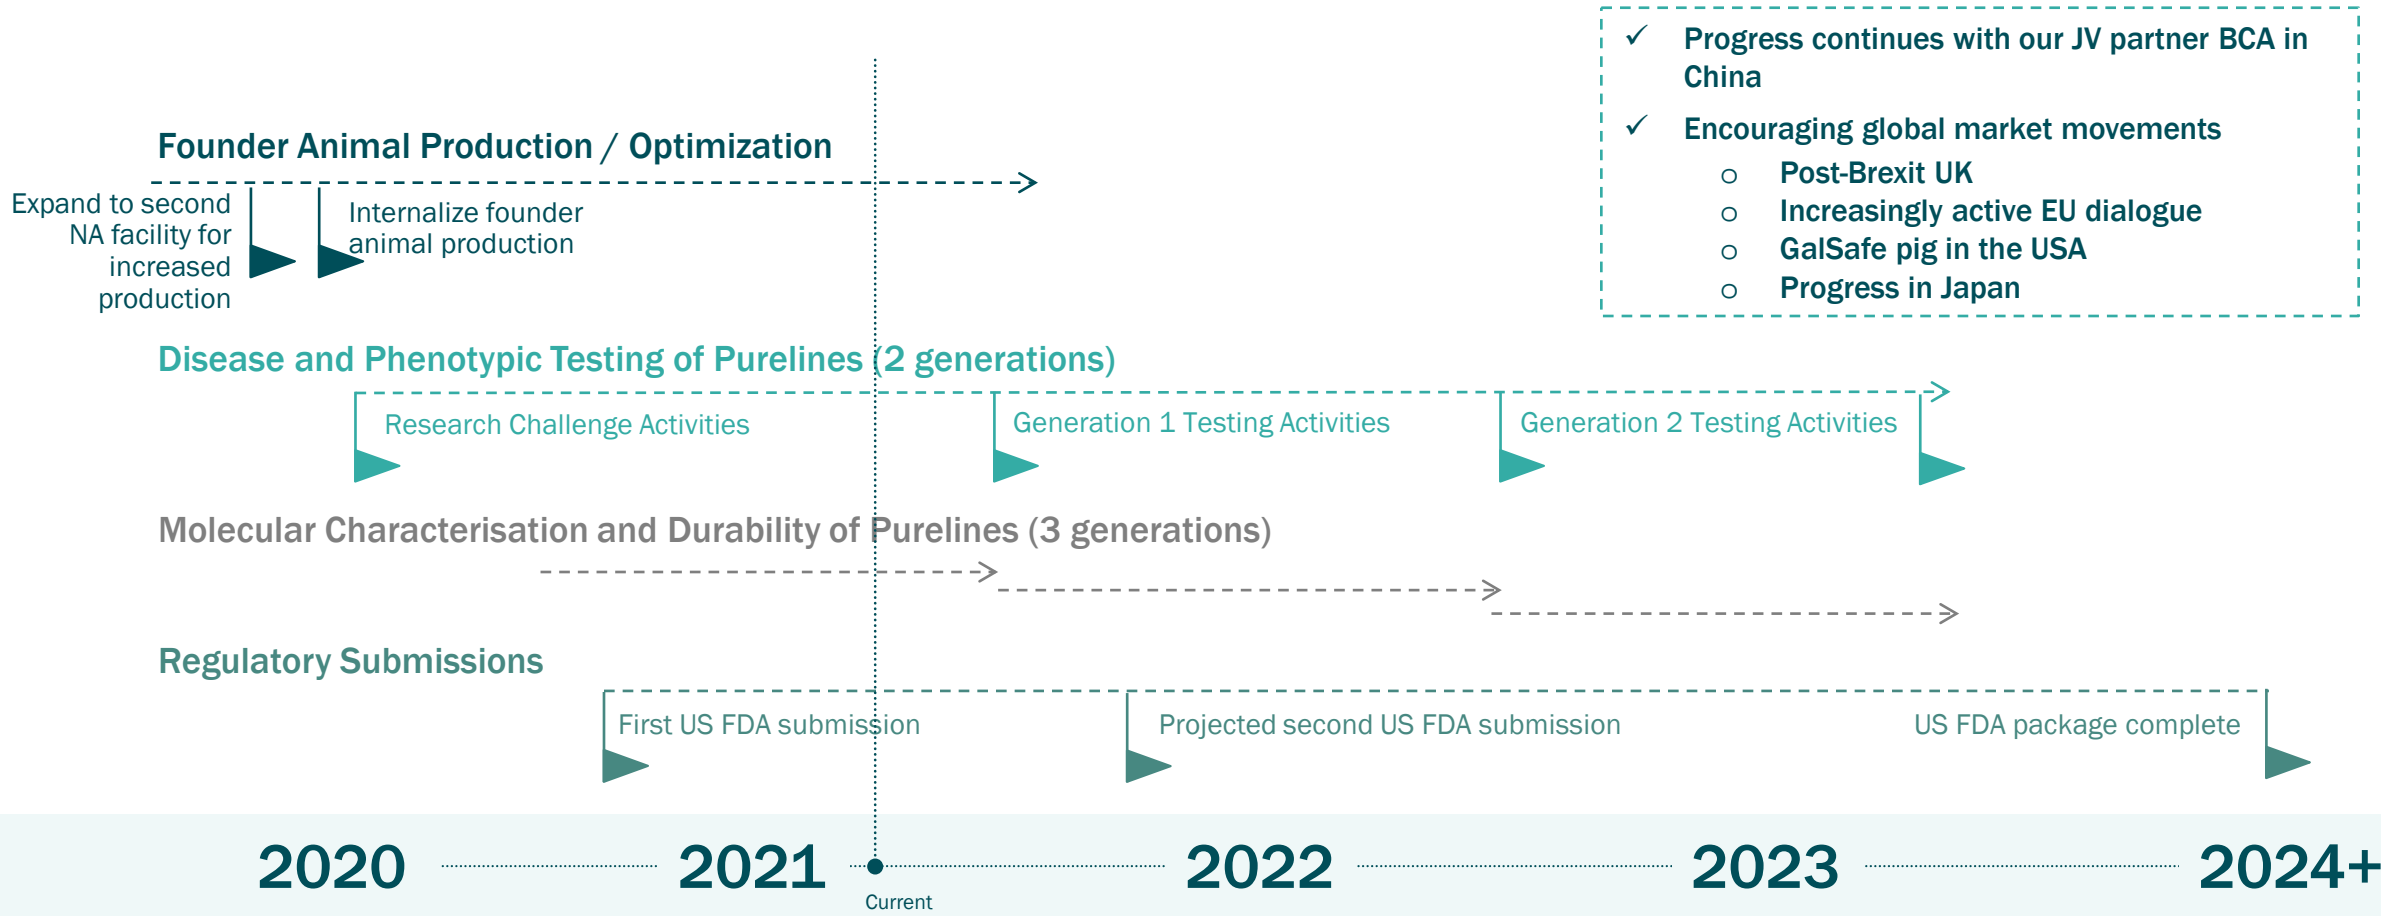 ✓ Progress continues with our JV partner BCA in
China
✓ Encouraging global market movements
o Post-Brexit UK
o Increasingly active EU dialogue
o GalSafe pig in the USA
o Progress in Japan
Founder Animal Production / Optimization
Expand to second
NA facility for
increased
production
Internalize founder
animal production
Disease and Phenotypic Testing of Purelines (2 generations)
Research Challenge Activities
Generation 1 Testing Activities
Generation 2 Testing Activities
Molecular Characterisation and Durability of Purelines (3 generations)
Regulatory Submissions
First US FDA submission
Projected second US FDA submission
US FDA package complete
2020
2021
2022
2023
2024+
Current